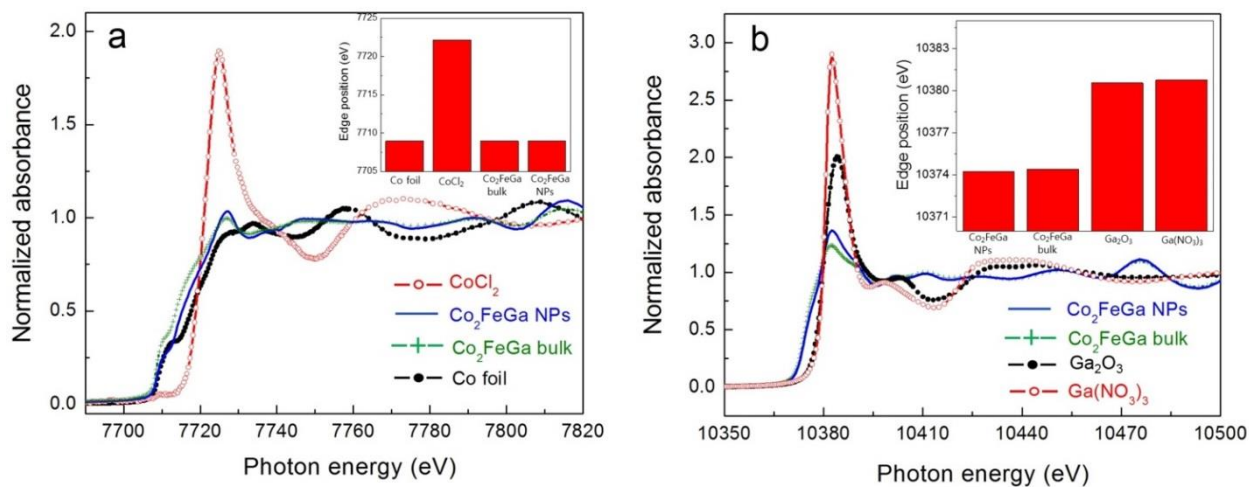 a
2.0
1.5
1.0
0.5
0.0
Normalized absorbance
7700 7720 7740 7760 7780 7800 7820
Photon energy (eV)
CoCl₂
Co₂FeGa NPs
Co₂FeGa bulk
Co foil
7725
7720
7715
7710
7705
Edge position (eV)
Co foil CoCl₂ Co₂FeGa bulk Co₂FeGa NPs
b
3.0
2.5
2.0
1.5
1.0
0.5
0.0
Normalized absorbance
10350 10380 10410 10440 10470 10500
Photon energy (eV)
Co₂FeGa NPs
Co₂FeGa bulk
Ga₂O₃
Ga(NO₃)₃
10383
10380
10377
10374
10371
Edge position (eV)
Co₂FeGa NPs Co₂FeGa bulk Ga₂O₃ Ga(NO₃)₃